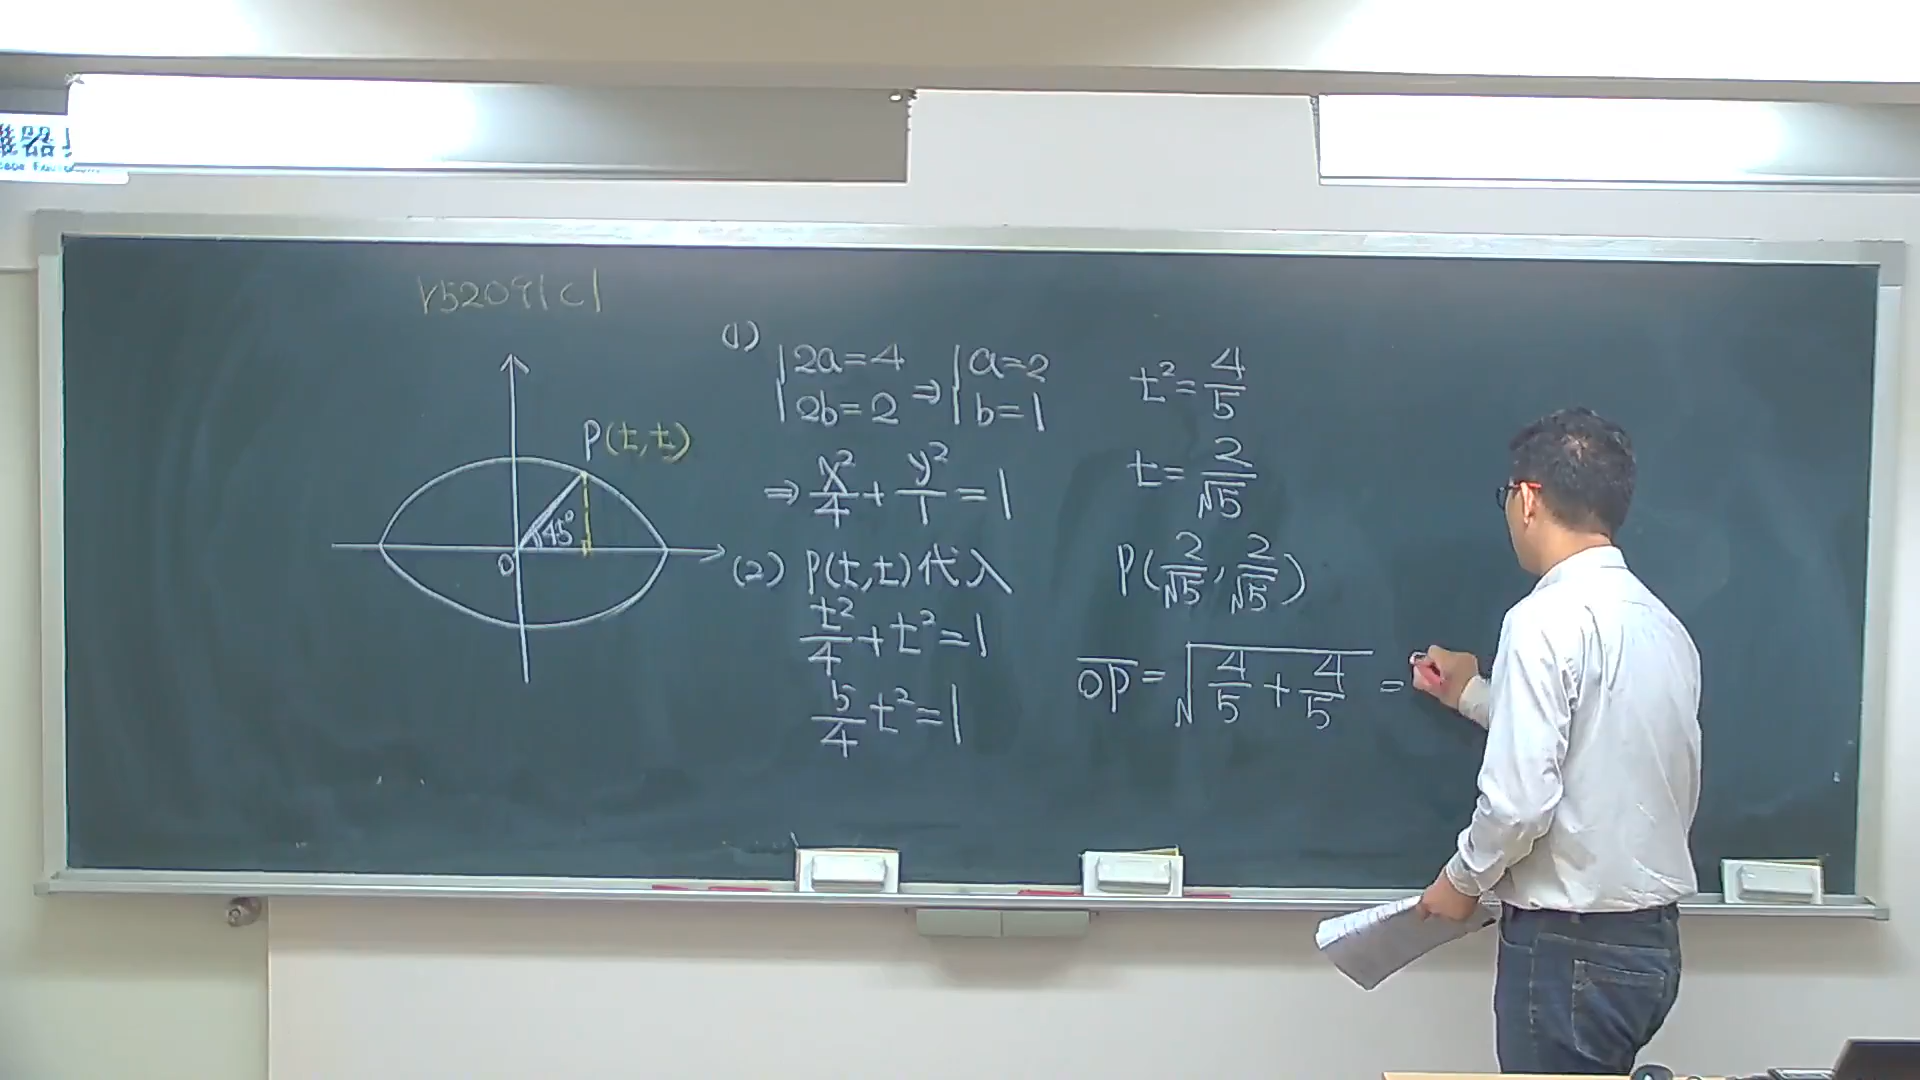 器
152091C1
P(t,t)
45°
O
(1)
2a=4
2b=2
⇒
a=2
b=1
⇒ x²/4 + y²/1 = 1
(2) P(t,t)代入
t²/4 + t² = 1
5/4 t² = 1
t² = 4/5
t = 2/√5
P(2/√5, 2/√5)
OP = √(4/5 + 4/5) =